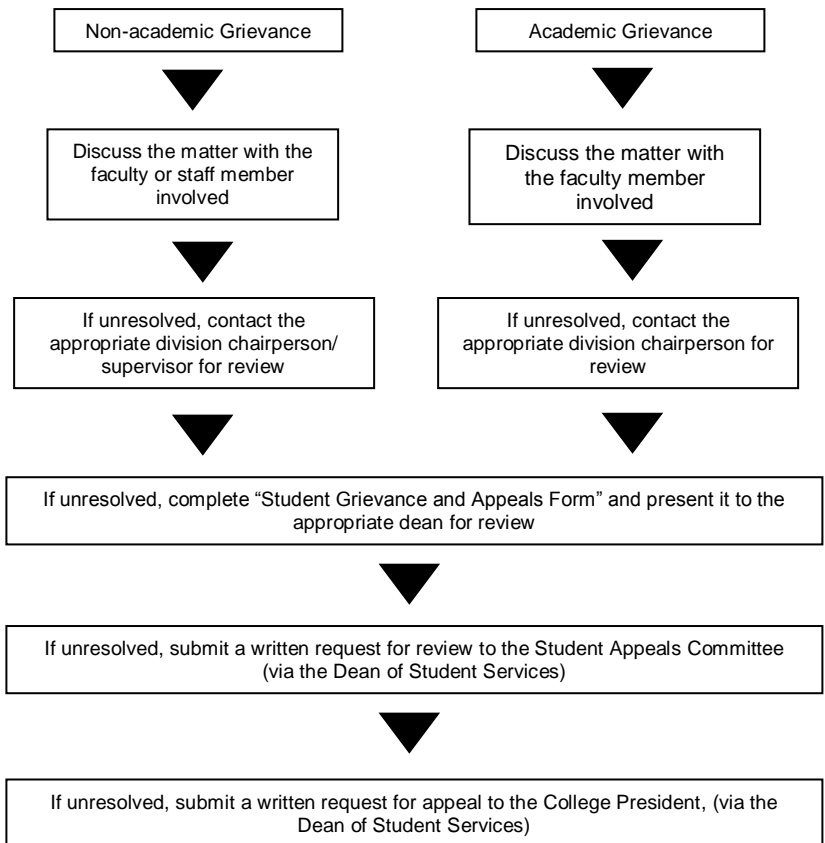 Non-academic Grievance
Academic Grievance
Discuss the matter with the
faculty or staff member
involved
Discuss the matter with
the faculty member
involved
If unresolved, contact the
appropriate division chairperson/
supervisor for review
If unresolved, contact the
appropriate division chairperson for
review
If unresolved, complete “Student Grievance and Appeals Form” and present it to the
appropriate dean for review
If unresolved, submit a written request for review to the Student Appeals Committee
(via the Dean of Student Services)
If unresolved, submit a written request for appeal to the College President, (via the
Dean of Student Services)